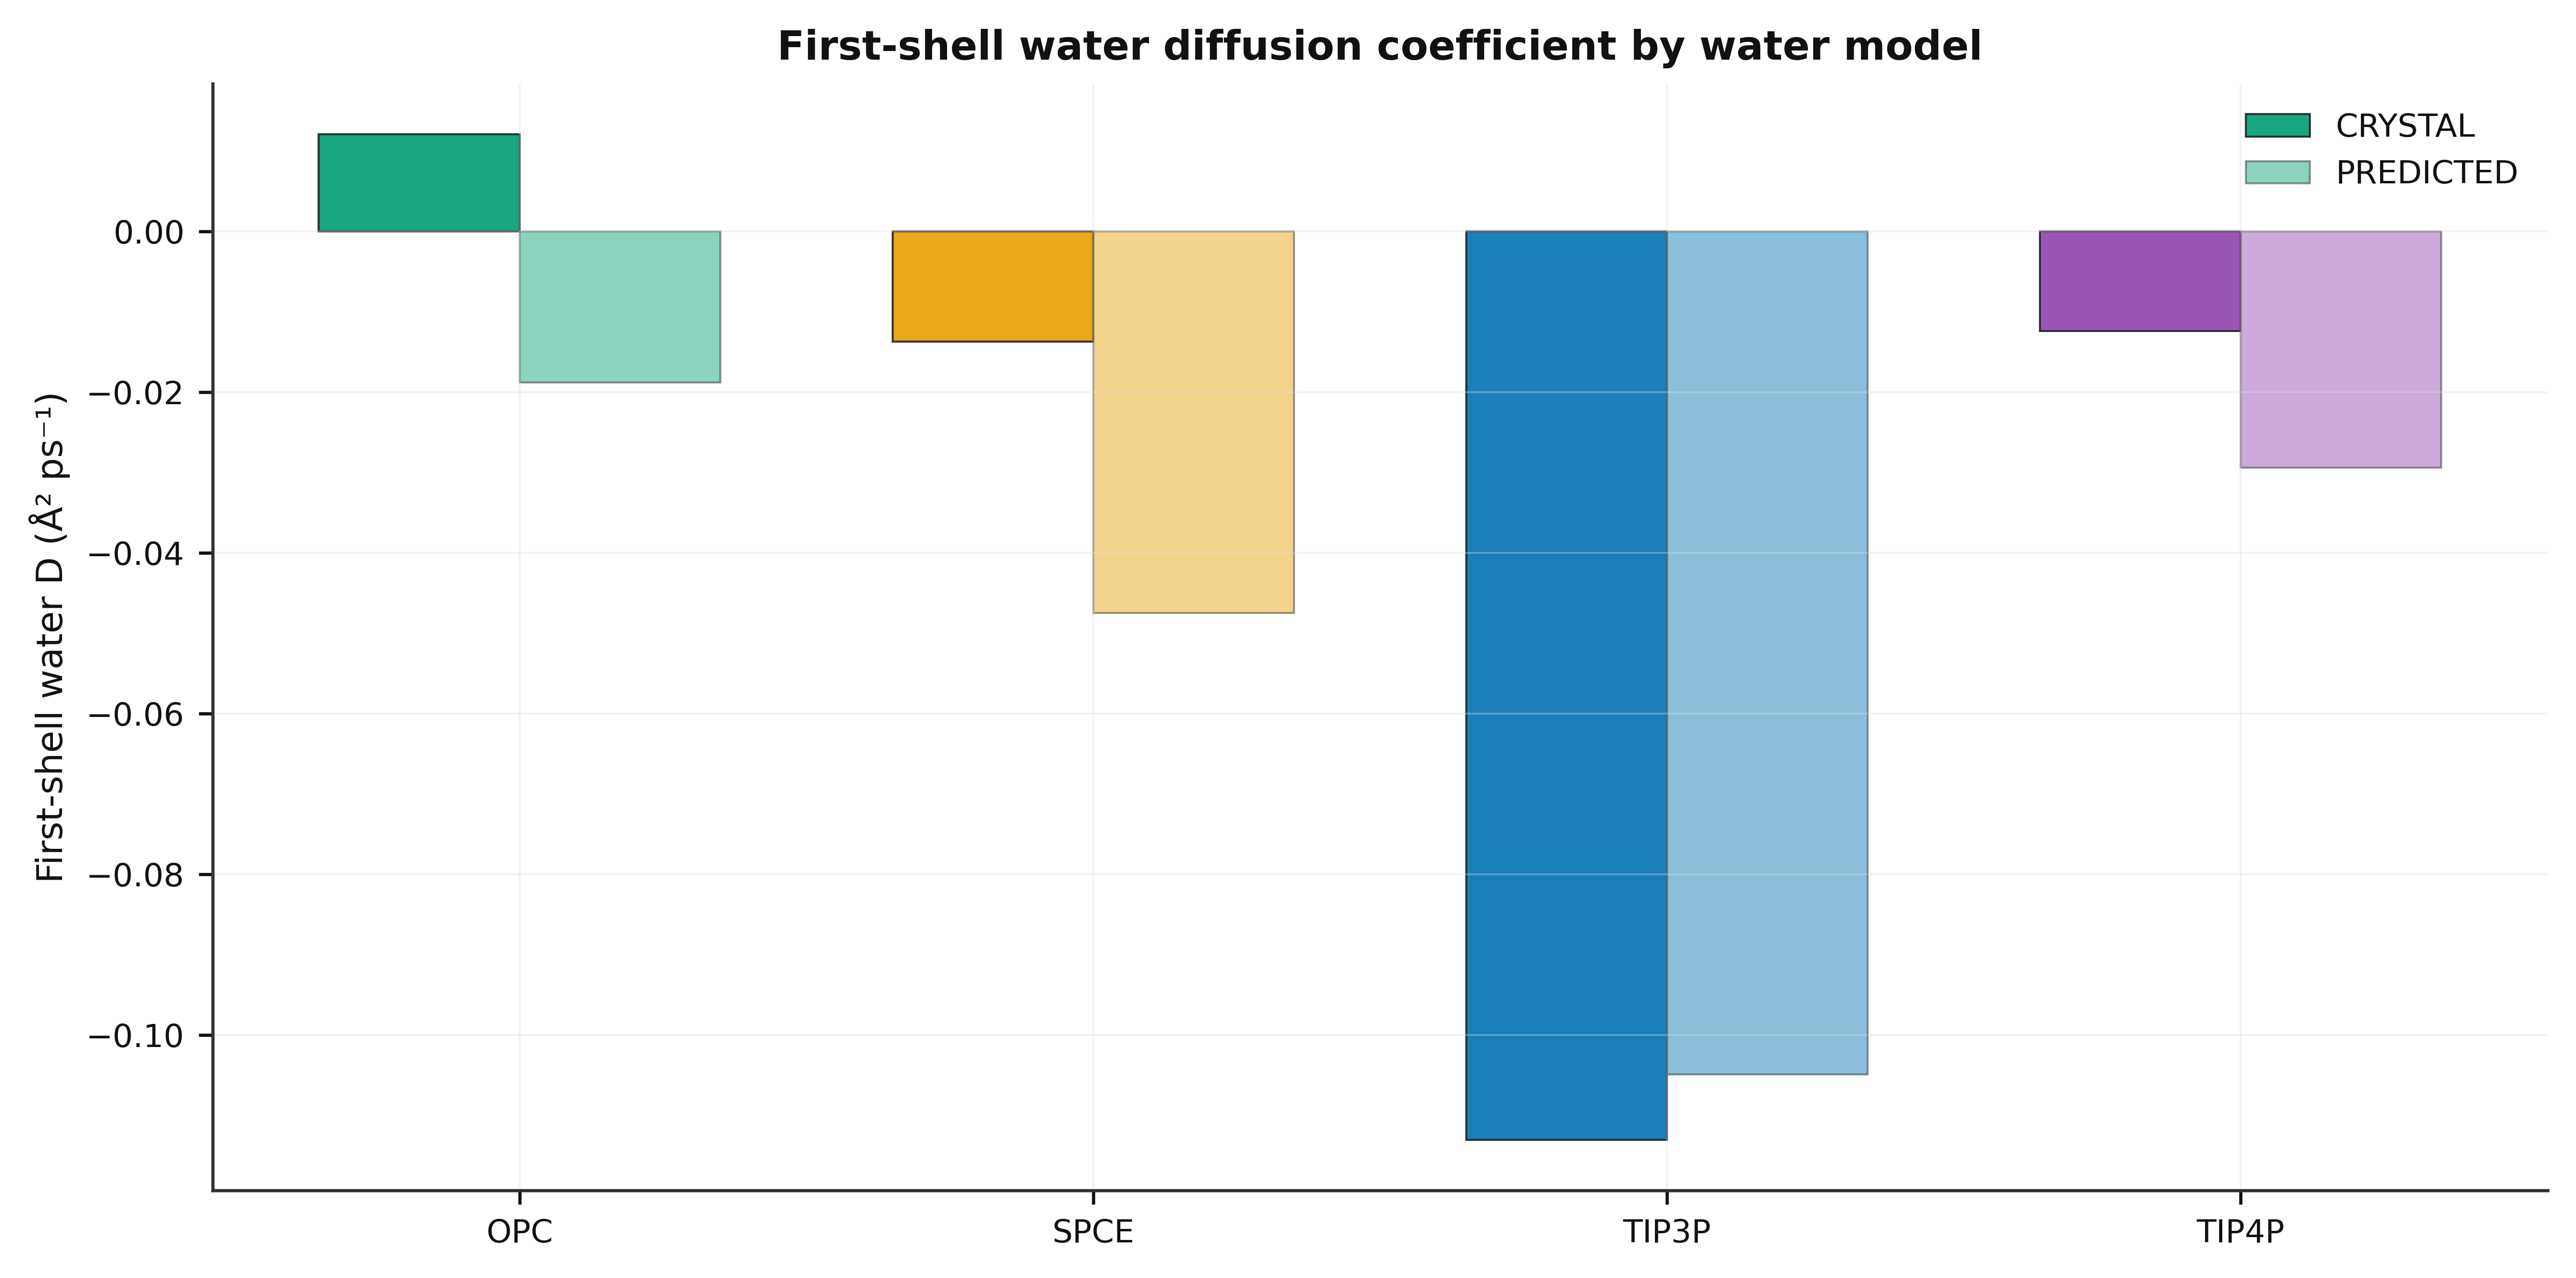 First-shell water diffusion coefficient by water model
CRYSTAL
PREDICTED
First-shell water D (Å² ps⁻¹)
0.00
−0.02
−0.04
−0.06
−0.08
−0.10
OPC
SPCE
TIP3P
TIP4P